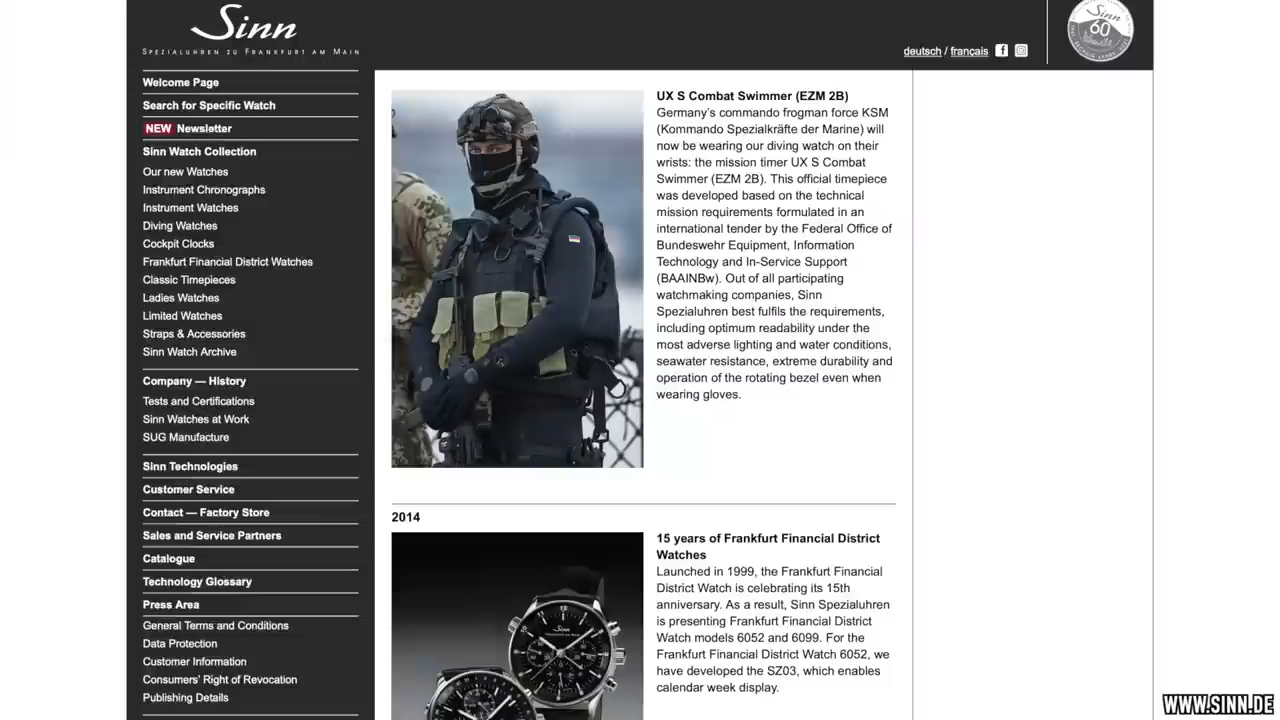 Sinn
SPEZIALUHREN ZU FRANKFURT AM MAIN
deutsch / français
Sinn
60
Welcome Page
Search for Specific Watch
NEW Newsletter
Sinn Watch Collection
Our new Watches
Instrument Chronographs
Instrument Watches
Diving Watches
Cockpit Clocks
Frankfurt Financial District Watches
Classic Timepieces
Ladies Watches
Limited Watches
Straps & Accessories
Sinn Watch Archive
Company — History
Tests and Certifications
Sinn Watches at Work
SUG Manufacture
Sinn Technologies
Customer Service
Contact — Factory Store
Sales and Service Partners
Catalogue
Technology Glossary
Press Area
General Terms and Conditions
Data Protection
Customer Information
Consumers' Right of Revocation
Publishing Details
UX S Combat Swimmer (EZM 2B)
Germany's commando frogman force KSM
(Kommando Spezialkräfte der Marine) will
now be wearing our diving watch on their
wrists: the mission timer UX S Combat
Swimmer (EZM 2B). This official timepiece
was developed based on the technical
mission requirements formulated in an
international tender by the Federal Office of
Bundeswehr Equipment, Information
Technology and In-Service Support
(BAAINBw). Out of all participating
watchmaking companies, Sinn
Spezialuhren best fulfils the requirements,
including optimum readability under the
most adverse lighting and water conditions,
seawater resistance, extreme durability and
operation of the rotating bezel even when
wearing gloves.
2014
15 years of Frankfurt Financial District
Watches
Launched in 1999, the Frankfurt Financial
District Watch is celebrating its 15th
anniversary. As a result, Sinn Spezialuhren
is presenting Frankfurt Financial District
Watch models 6052 and 6099. For the
Frankfurt Financial District Watch 6052, we
have developed the SZ03, which enables
calendar week display.
Sinn
WWW.SINN.DE